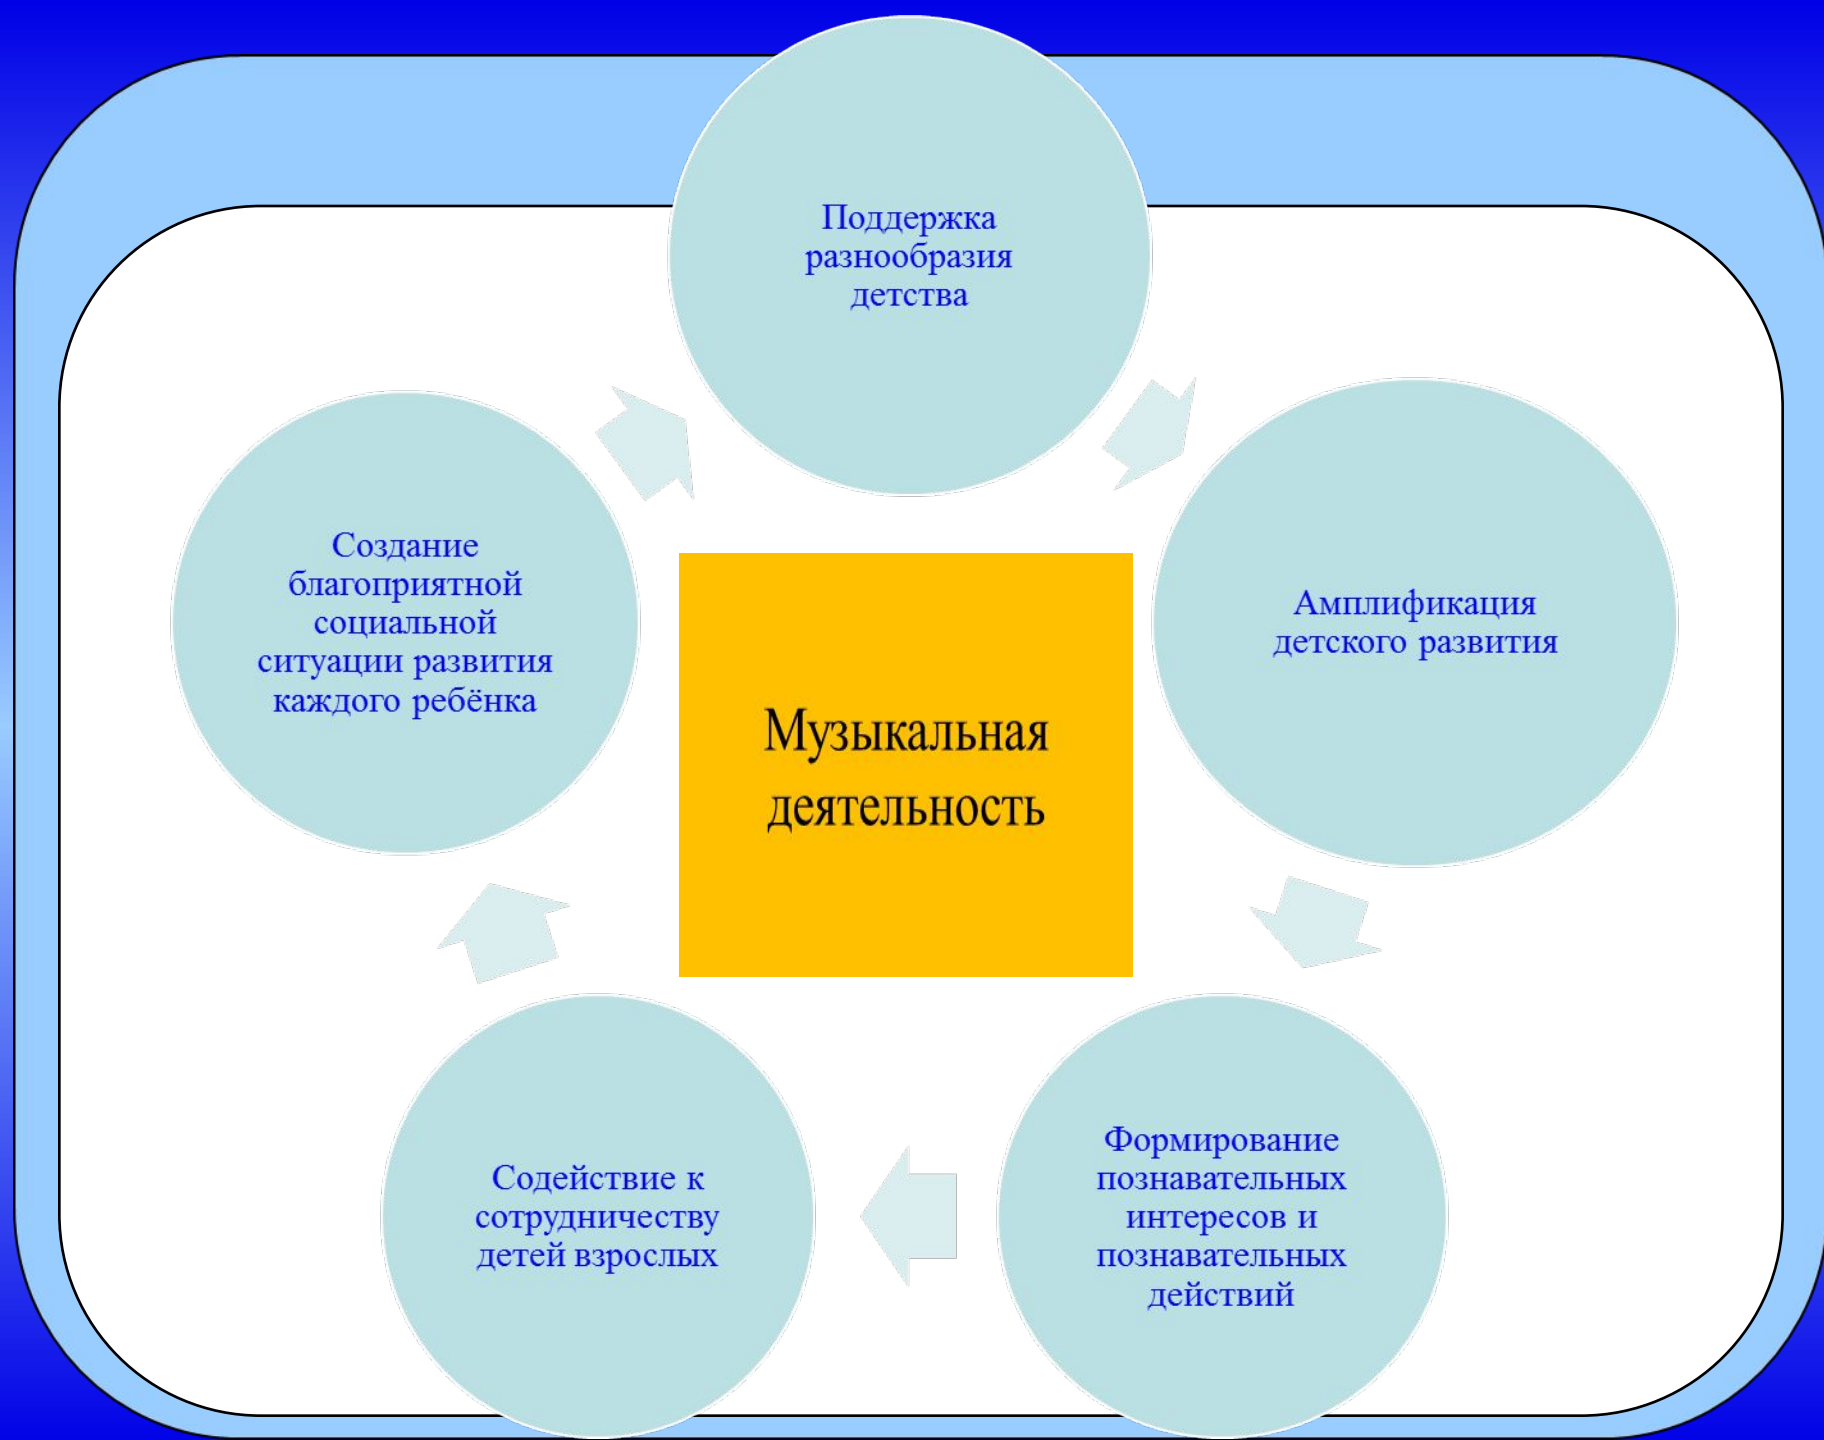 Поддержка
разнообразия
детства
Амплификация
детского развития
Формирование
познавательных
интересов и
познавательных
действий
Содействие к
сотрудничеству
детей взрослых
Создание
благоприятной
социальной
ситуации развития
каждого ребёнка
Музыкальная
деятельность